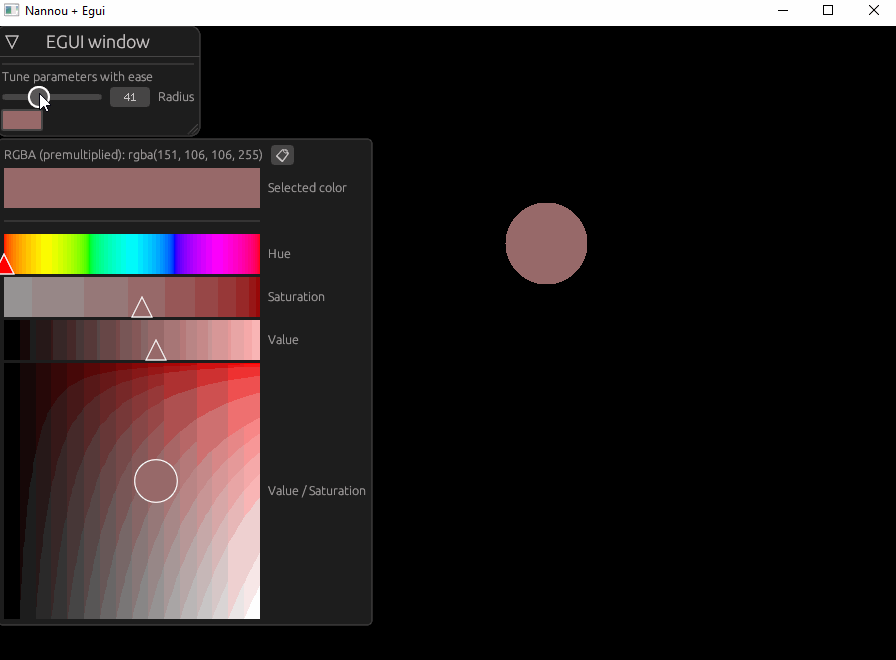 Nannou + Egui
EGUI window
Tune parameters with ease
41 Radius
RGBA (premultiplied): rgba(151, 106, 106, 255)
Selected color
Hue
Saturation
Value
Value / Saturation